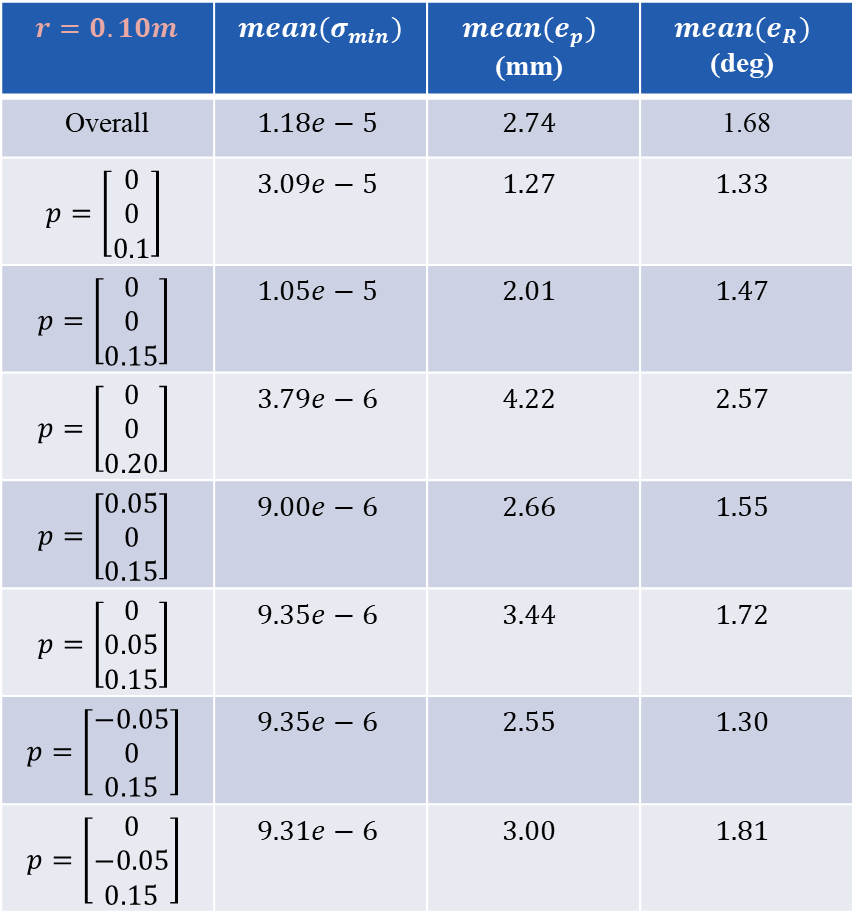 r = 0.10m mean(σ_min) mean(e_p) (mm) mean(e_R) (deg)
Overall 1.18e − 5 2.74 1.68
p = [0 0 0.1] 3.09e − 5 1.27 1.33
p = [0 0 0.15] 1.05e − 5 2.01 1.47
p = [0 0 0.20] 3.79e − 6 4.22 2.57
p = [0.05 0 0.15] 9.00e − 6 2.66 1.55
p = [0 0.05 0.15] 9.35e − 6 3.44 1.72
p = [−0.05 0 0.15] 9.35e − 6 2.55 1.30
p = [0 −0.05 0.15] 9.31e − 6 3.00 1.81